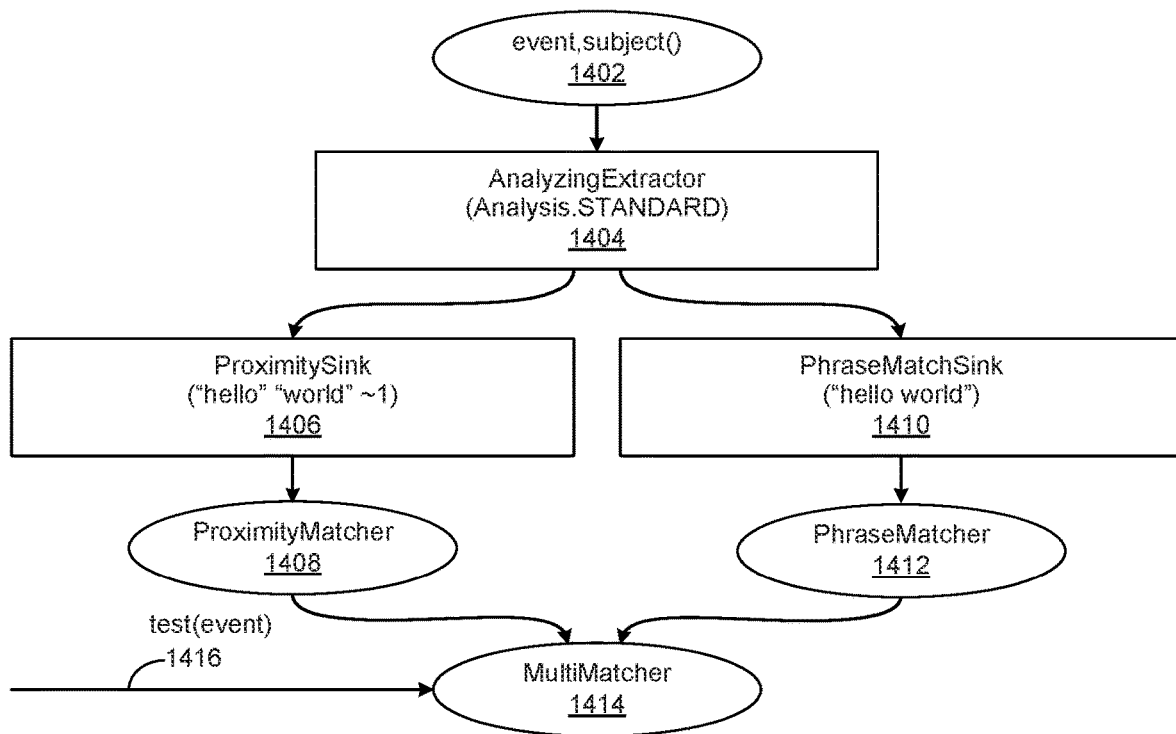 event,subject()
1402
AnalyzingExtractor
(Analysis.STANDARD)
1404
ProximitySink
(“hello” “world” ~1)
1406
PhraseMatchSink
(“hello world”)
1410
ProximityMatcher
1408
PhraseMatcher
1412
test(event)
1416
MultiMatcher
1414